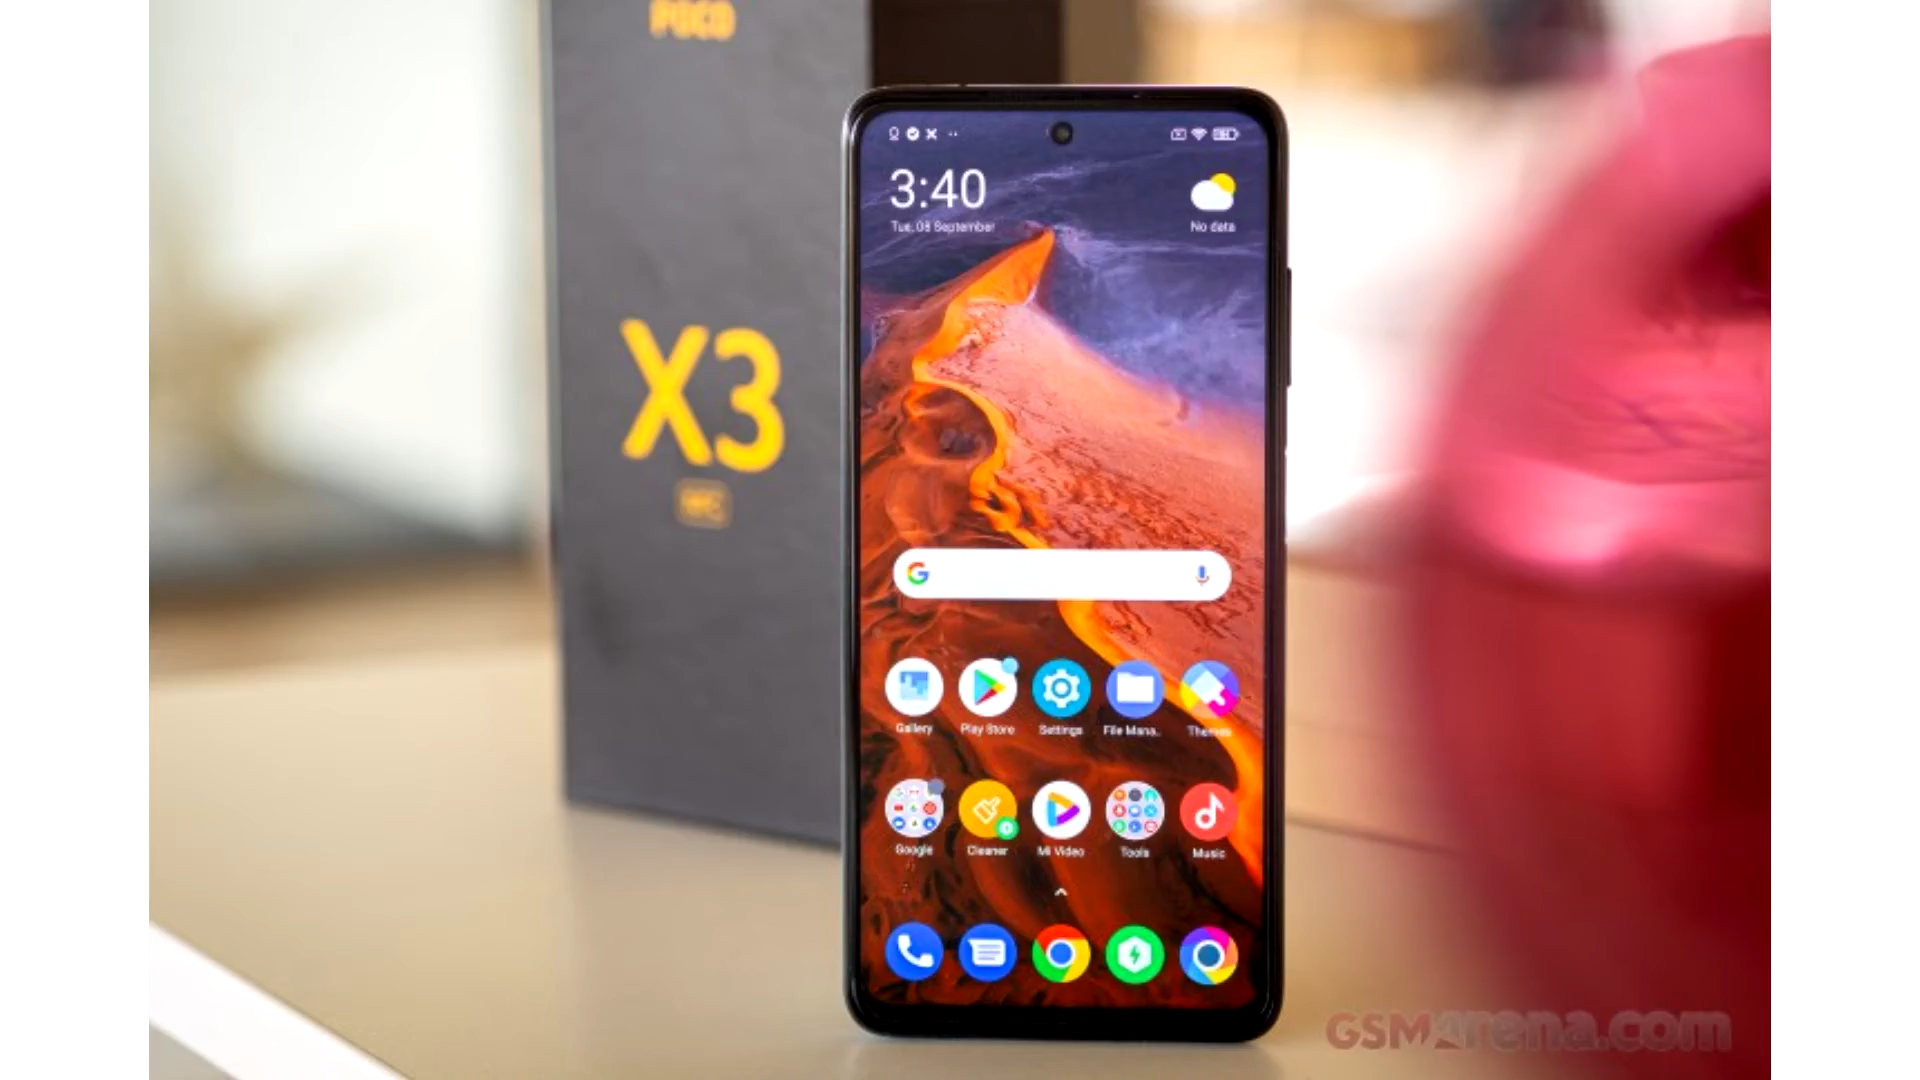 POCO
X3
NFC
3:40
Tue, 08 September
No data
Gallery
Play Store
Settings
File Mana..
Themes
Google
Cleaner
Mi Video
Tools
Music
GSMarena.com